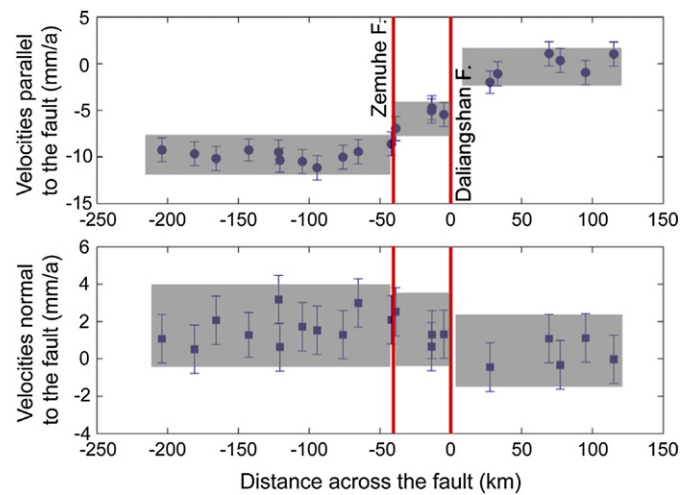 Velocities parallel
to the fault (mm/a)
5
0
-5
-10
-15
Zemuhe F.
Daliangshan F.
-250 -200 -150 -100 -50 0 50 100 150
Velocities normal
to the fault (mm/a)
6
4
2
0
-2
-4
-250 -200 -150 -100 -50 0 50 100 150
Distance across the fault (km)